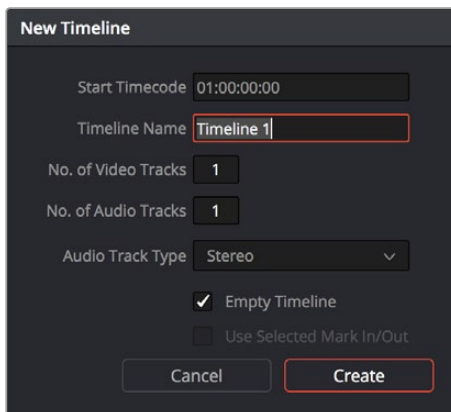 New Timeline
Start Timecode 01:00:00:00
Timeline Name Timeline 1
No. of Video Tracks 1
No. of Audio Tracks 1
Audio Track Type Stereo
Empty Timeline
Use Selected Mark In/Out
Cancel Create